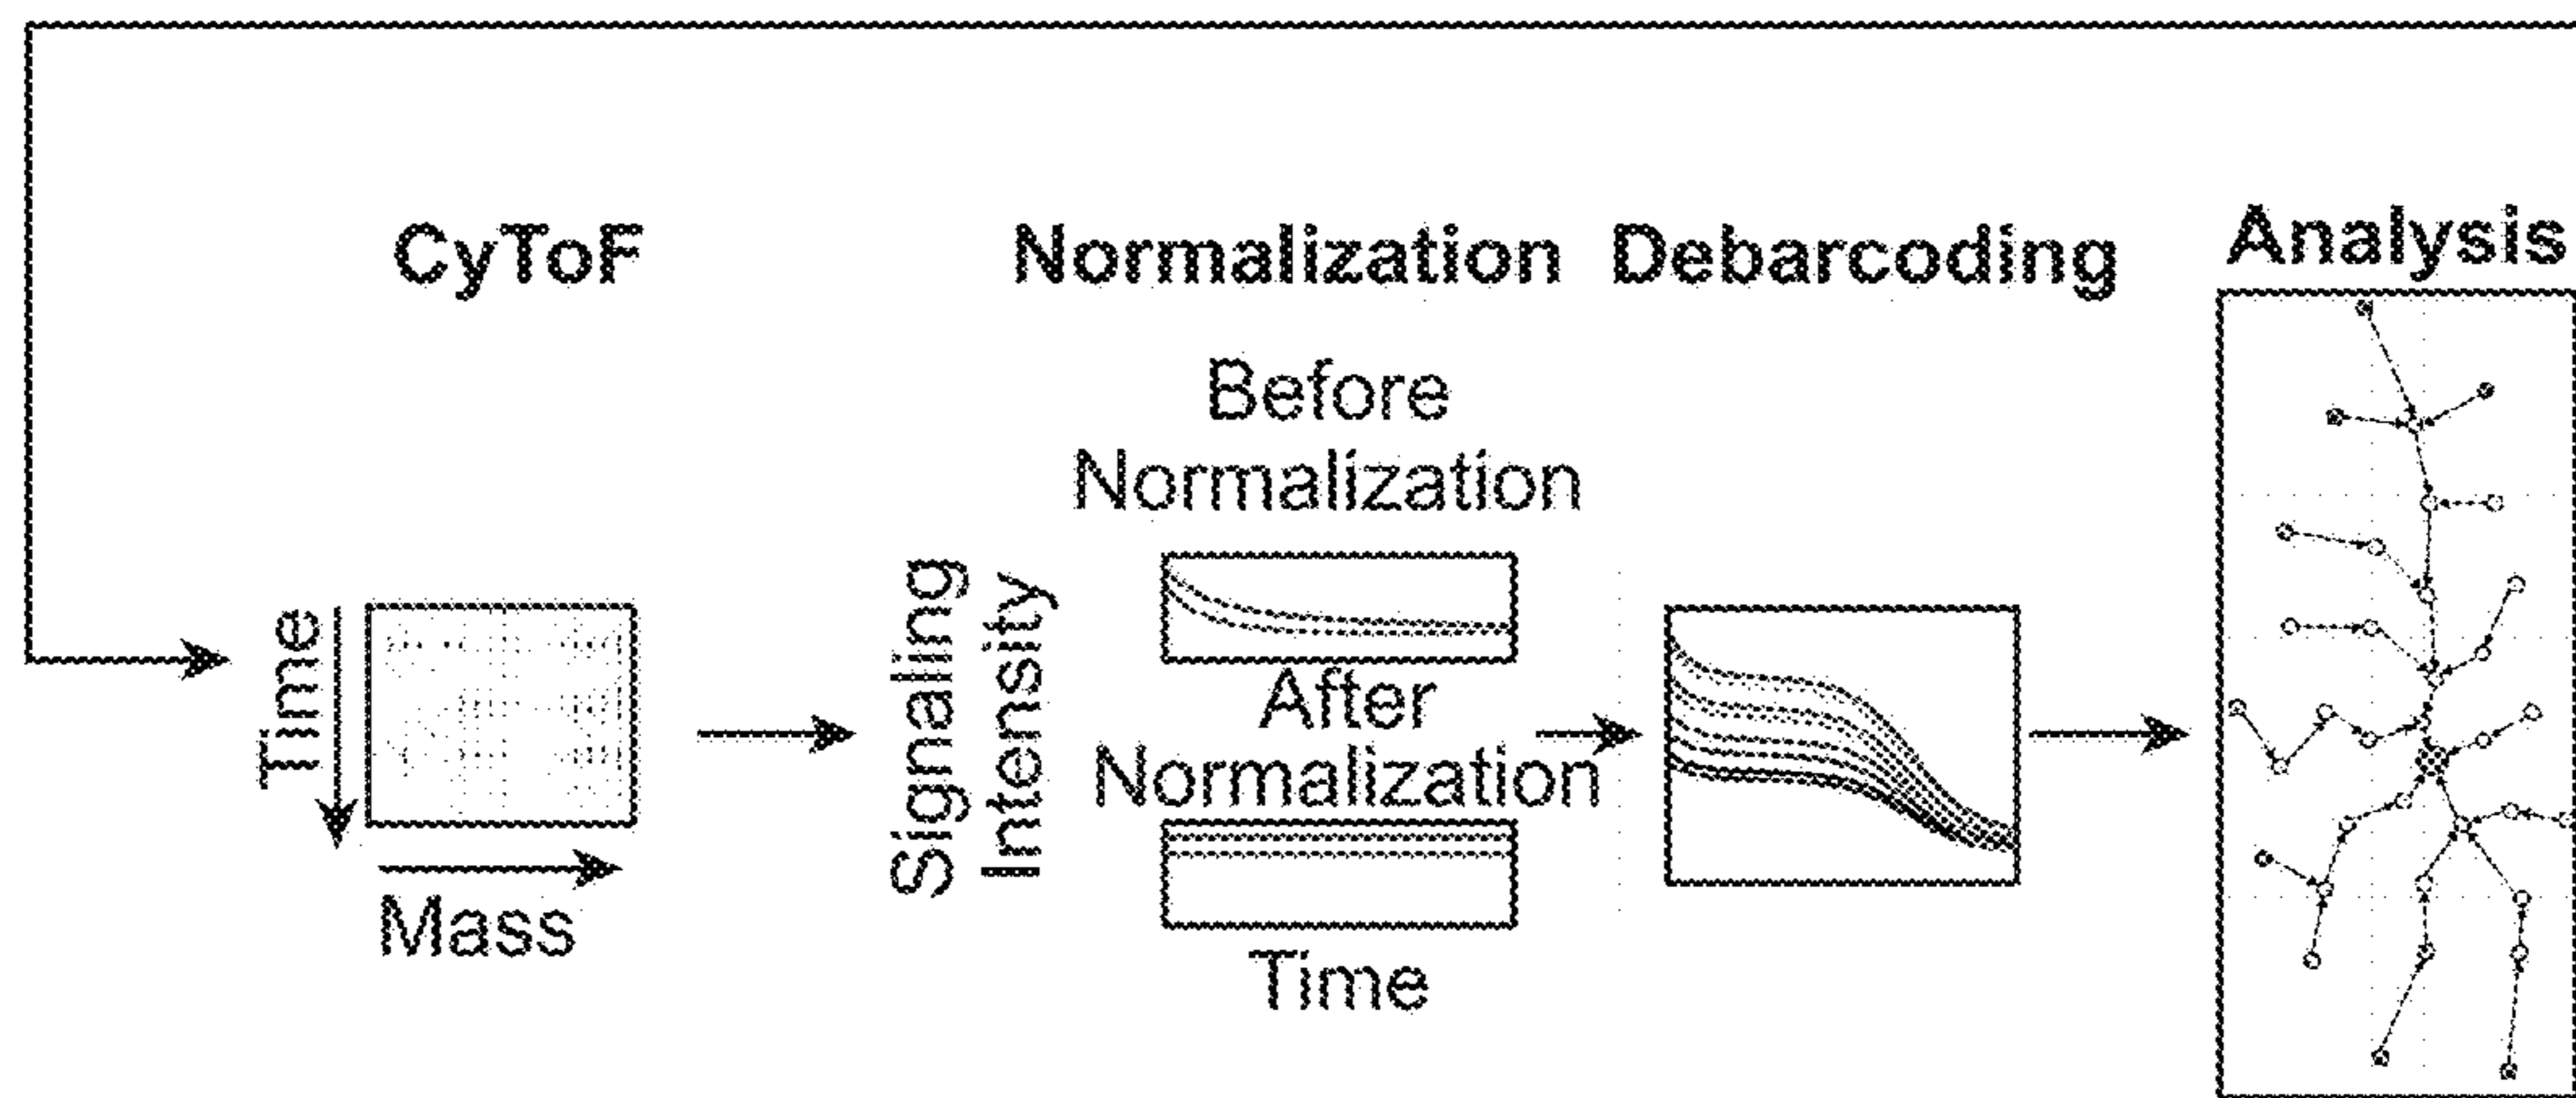 CyToF
Normalization
Debarcoding
Analysis
Time
Mass
Signaling
Intensity
Before
Normalization
After
Normalization
Time